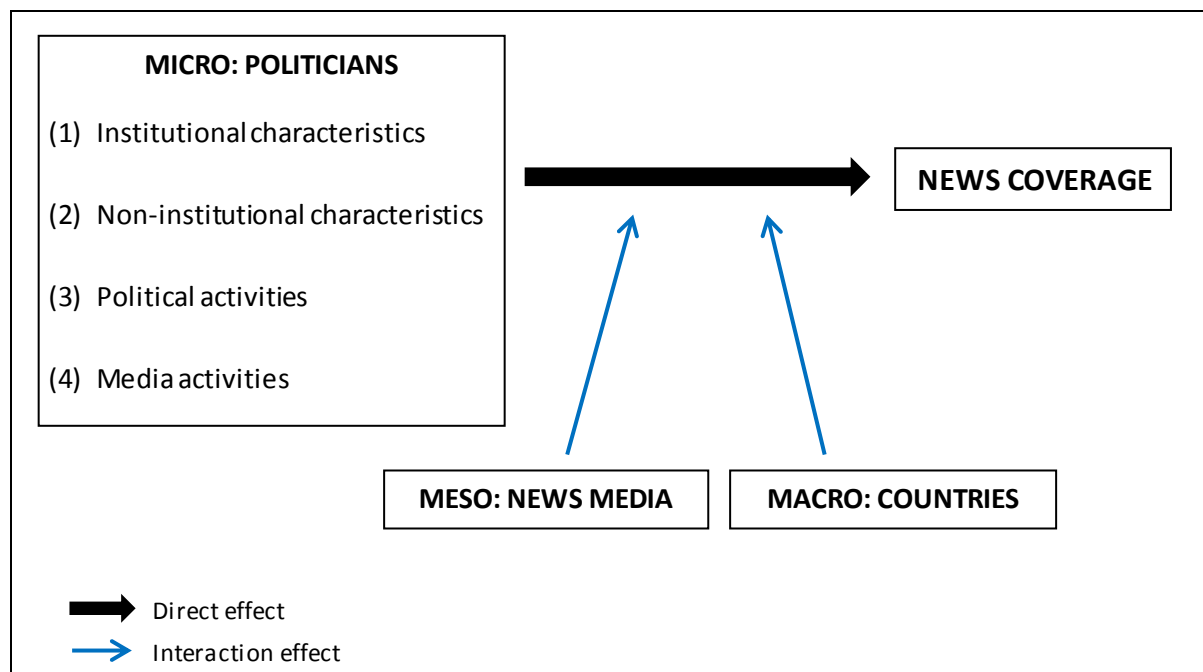 MICRO: POLITICIANS
(1) Institutional characteristics
(2) Non-institutional characteristics
(3) Political activities
(4) Media activities
NEWS COVERAGE
MESO: NEWS MEDIA
MACRO: COUNTRIES
Direct effect
Interaction effect